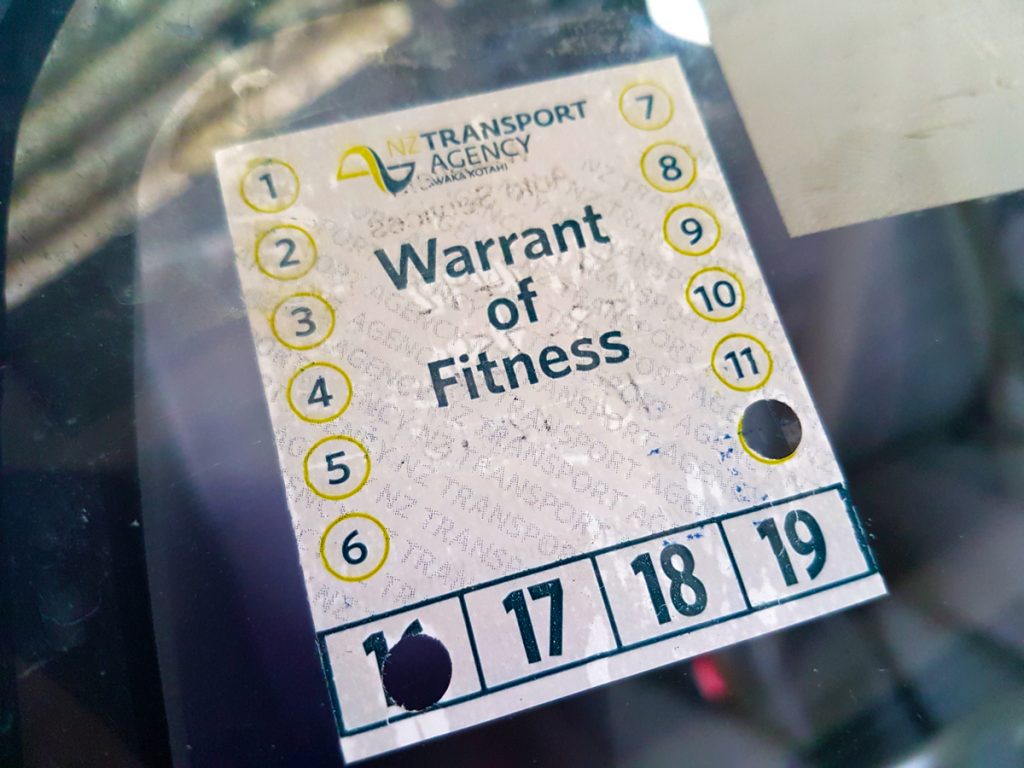 NZ TRANSPORT
AGENCY
WAKA KOTAHI
Warrant
of
Fitness
1
2
3
4
5
6
7
8
9
10
11
17
18
19